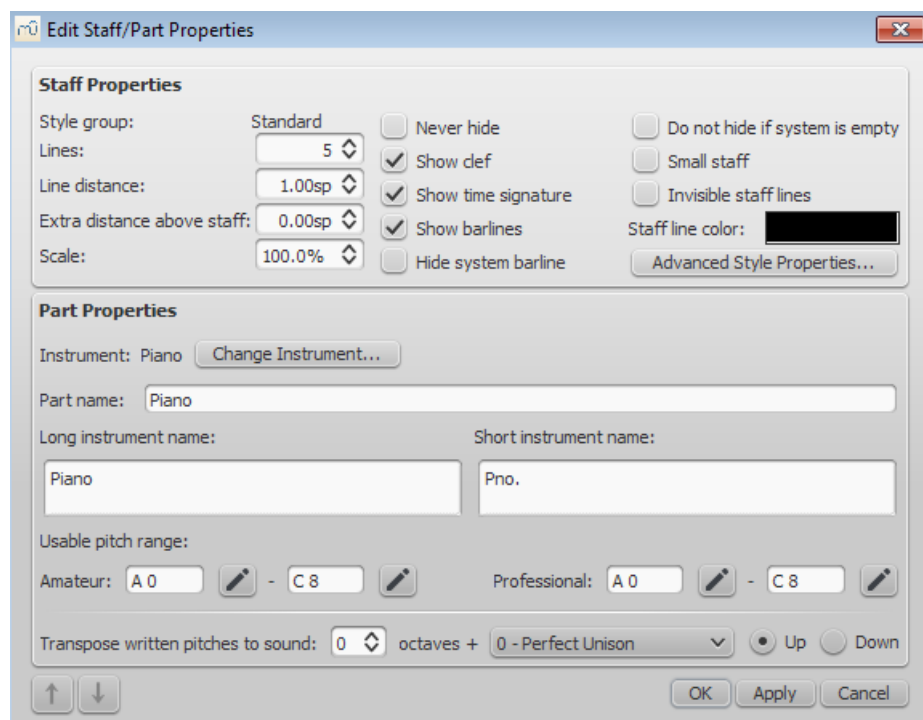 Edit Staff/Part Properties
Staff Properties
Style group: Standard
Lines: 5
Line distance: 1.00sp
Extra distance above staff: 0.00sp
Scale: 100.0%
Never hide
Show clef
Show time signature
Show barlines
Hide system barline
Do not hide if system is empty
Small staff
Invisible staff lines
Staff line color:
Advanced Style Properties...
Part Properties
Instrument: Piano Change Instrument...
Part name: Piano
Long instrument name: Short instrument name:
Piano Pno.
Usable pitch range:
Amateur: A 0 - C 8 Professional: A 0 - C 8
Transpose written pitches to sound: 0 octaves + 0 - Perfect Unison Up Down
OK Apply Cancel